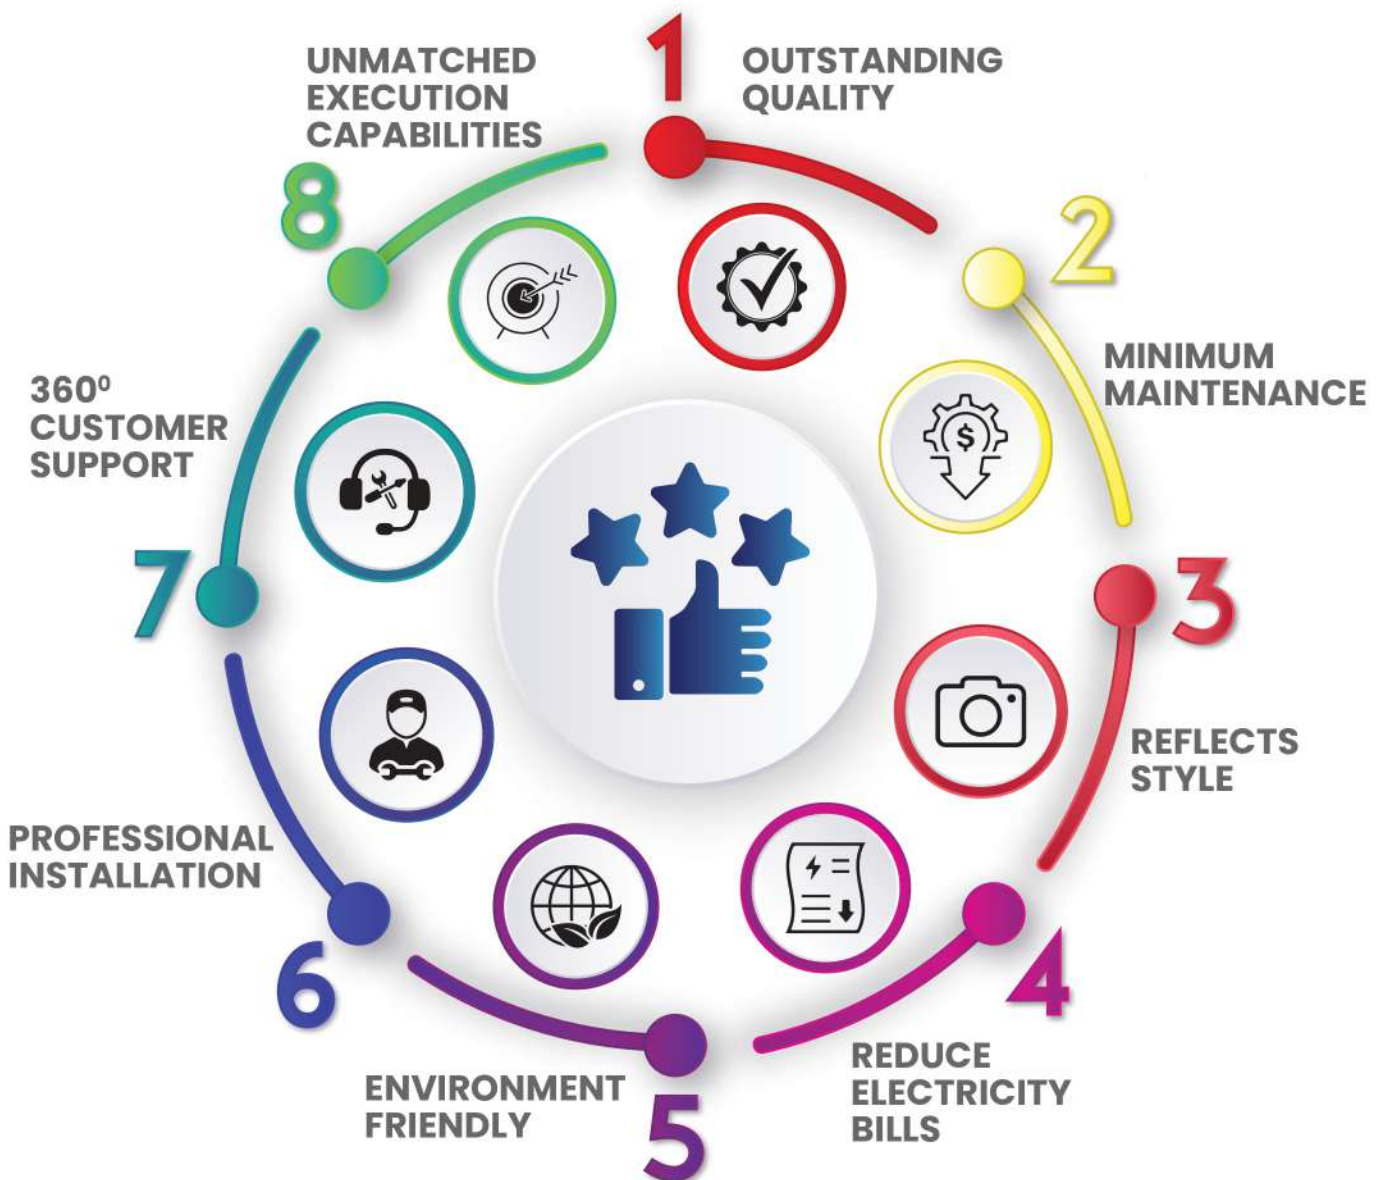 1
OUTSTANDING
QUALITY
2
MINIMUM
MAINTENANCE
$
3
REFLECTS
STYLE
4
REDUCE
ELECTRICITY
BILLS
5
ENVIRONMENT
FRIENDLY
6
PROFESSIONAL
INSTALLATION
7
360⁰
CUSTOMER
SUPPORT
8
UNMATCHED
EXECUTION
CAPABILITIES